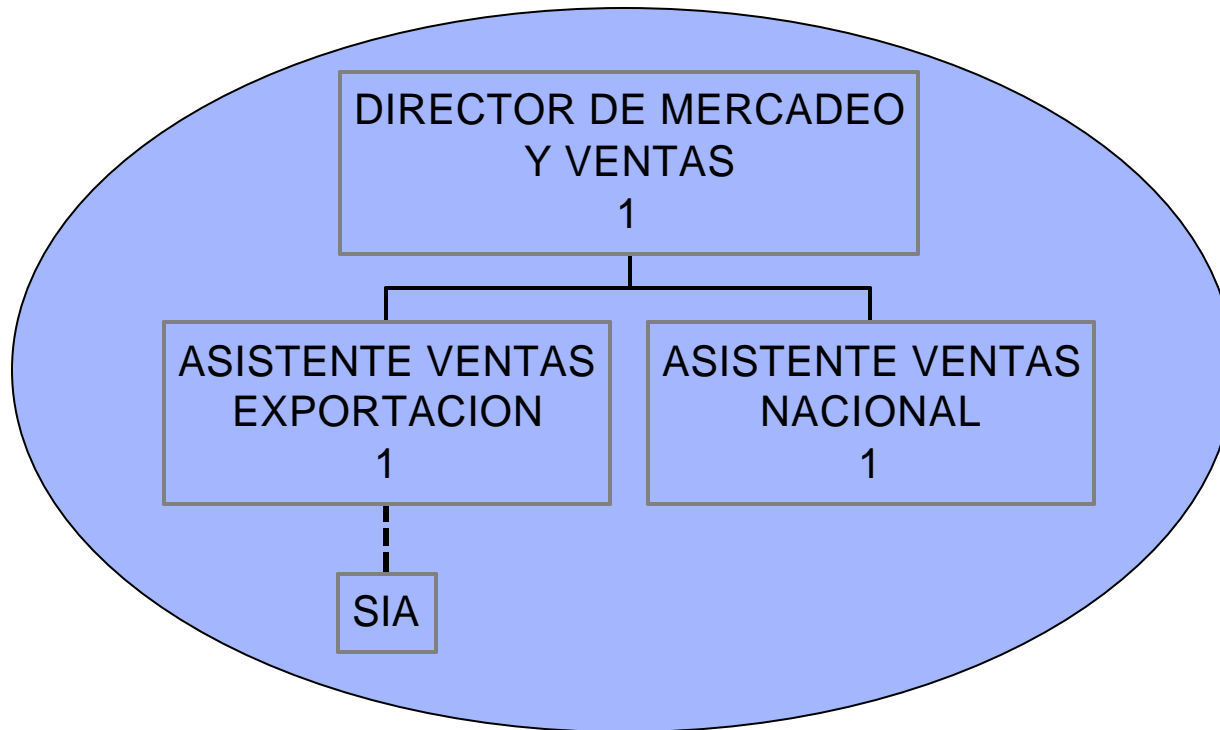 DIRECTOR DE MERCADEO
Y VENTAS
1
ASISTENTE VENTAS
EXPORTACION
1
ASISTENTE VENTAS
NACIONAL
1
SIA